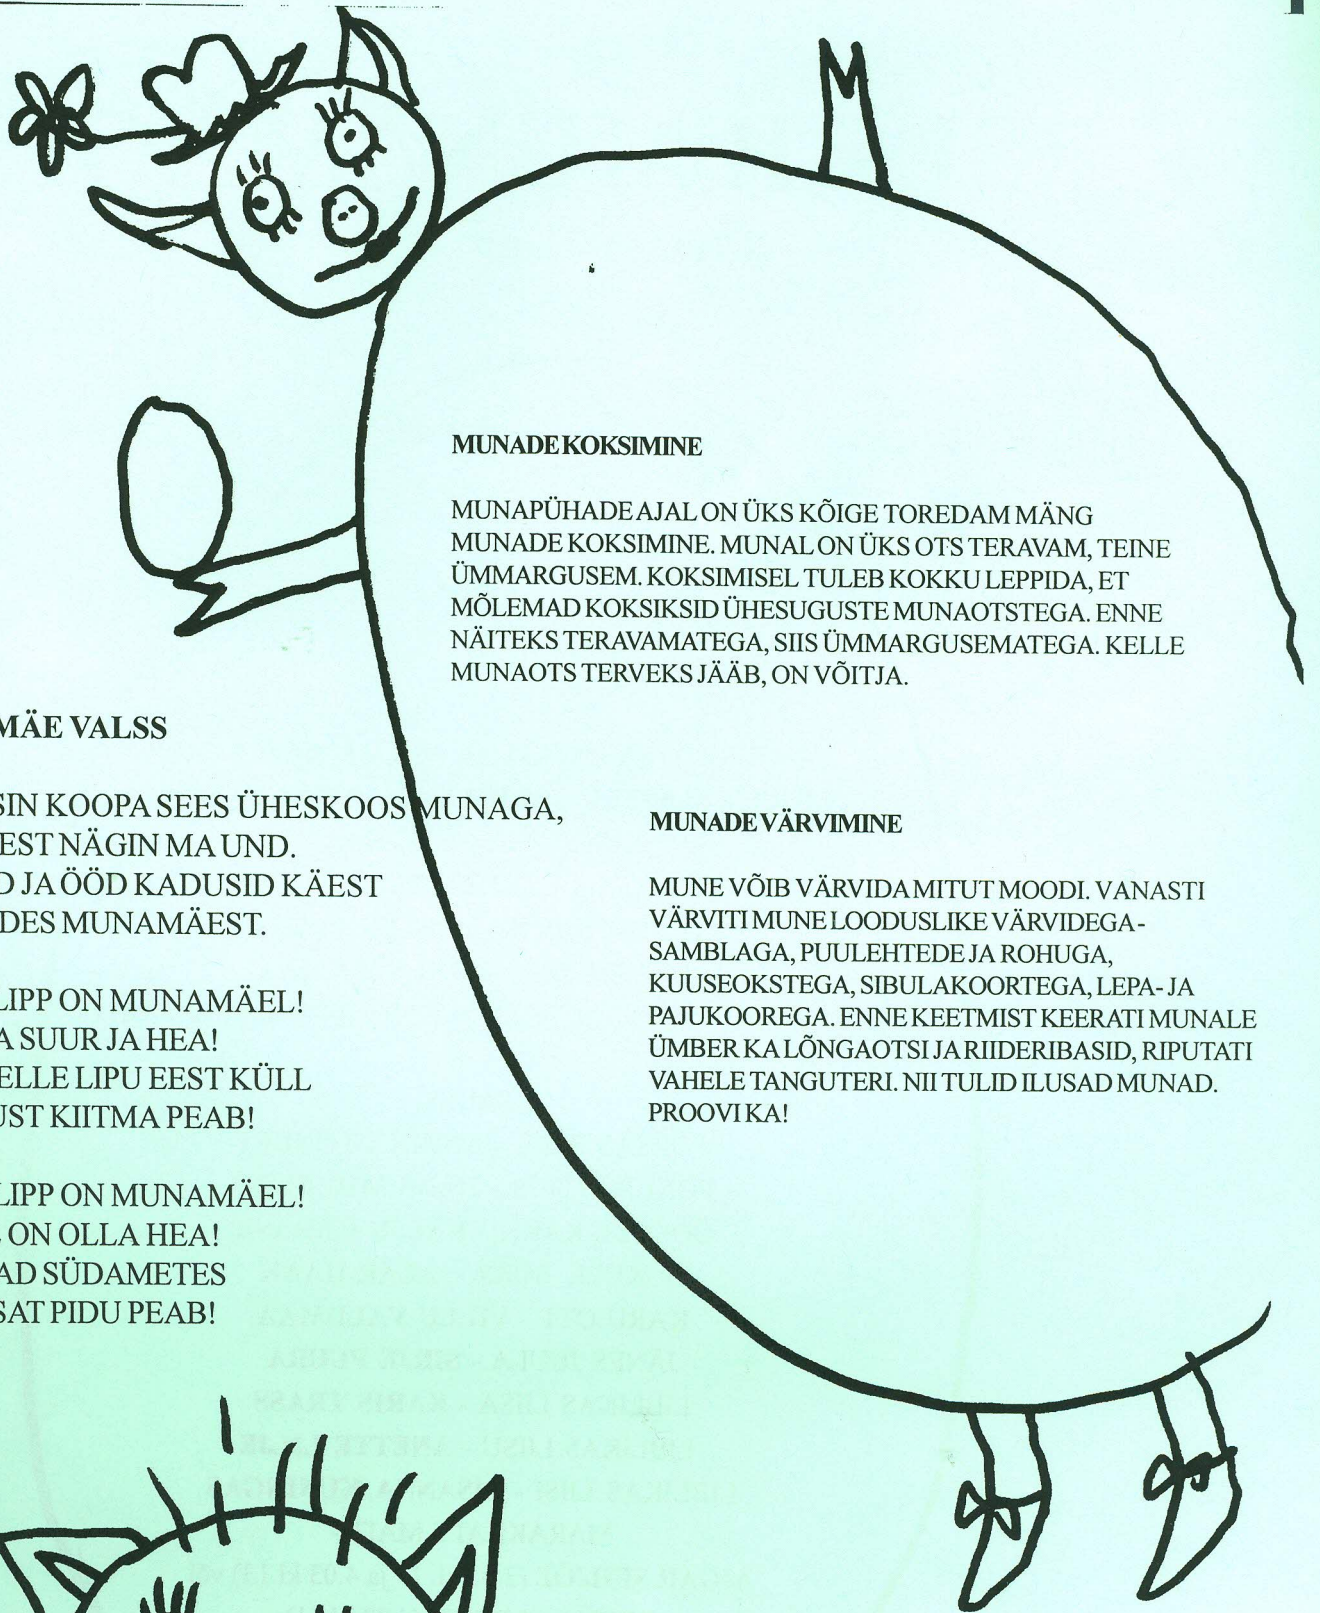 MUNADE KOKSIMINE

MUNAPÜHADE AJAL ON ÜKS KÕIGE TOREDAM MÄNG
MUNADE KOKSIMINE. MUNAL ON ÜKS OTS TERAVAM, TEINE
ÜMMARGUSEM. KOKSIMISEL TULEB KOKKU LEPPIDA, ET
MÕLEMAD KOKSIKSID ÜHESUGUSTE MUNAOTSTEGA. ENNE
NÄITEKS TERAVAMATEGA, SIIS ÜMMARGUSEMATEGA. KELLE
MUNAOTS TERVEKS JÄÄB, ON VÕITJA.

MÄE VALSS

SIN KOOPA SEES ÜHESKOOS MUNAGA,
EST NÄGIN MA UND.
D JA ÖÖD KADUSID KÄEST
DES MUNAMÄEST.

LIPP ON MUNAMÄEL!
A SUUR JA HEA!
ELLE LIPU EEST KÜLL
UST KIITMA PEAB!

LIPP ON MUNAMÄEL!
ON OLLA HEA!
AD SÜDAMETES
SAT PIDU PEAB!

MUNADE VÄRVIMINE

MUNE VÕIB VÄRVIDA MITUT MOODI. VANASTI
VÄRVITI MUNE LOODUSLIKE VÄRVIDEGA-
SAMBLAGA, PUULEHTEDE JA ROHUGA,
KUUSEOKSTEGA, SIBULAKOORTEGA, LEPA- JA
PAJUKOOREGA. ENNE KEETMIST KEERATI MUNALE
ÜMBER KA LÕNGAOTSI JA RIIDERIBASID, RIPUTATI
VAHELE TANGUTERI. NII TULID ILUSAD MUNAD.
PROOVI KA!